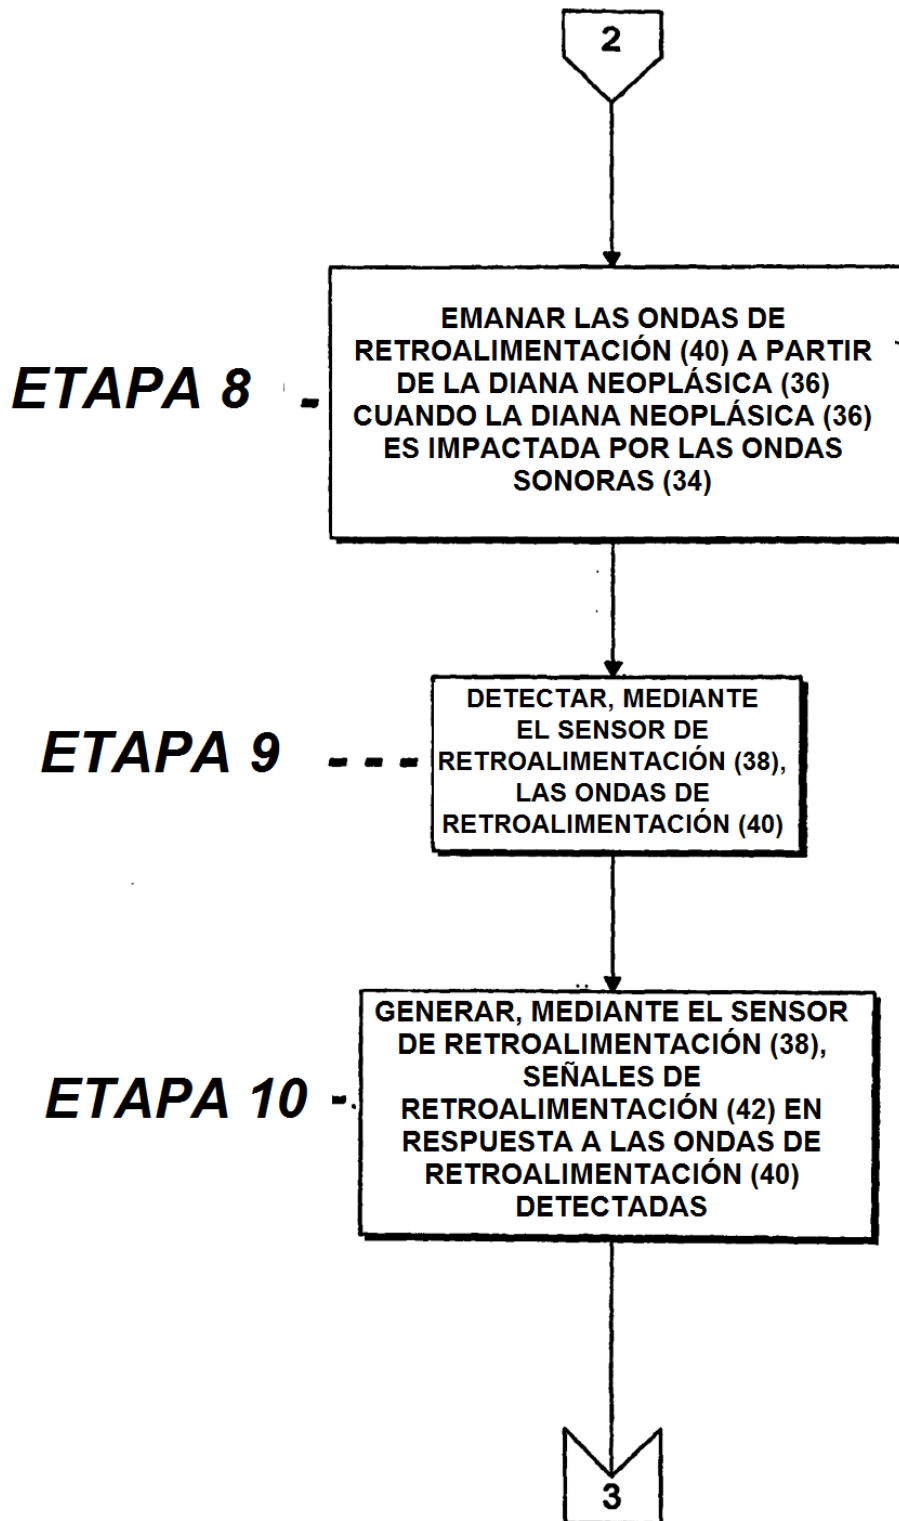 2
EMANAR LAS ONDAS DE
RETROALIMENTACIÓN (40) A PARTIR
DE LA DIANA NEOPLÁSICA (36)
CUANDO LA DIANA NEOPLÁSICA (36)
ES IMPACTADA POR LAS ONDAS
SONORAS (34)
ETAPA 8
DETECTAR, MEDIANTE
EL SENSOR DE
RETROALIMENTACIÓN (38),
LAS ONDAS DE
RETROALIMENTACIÓN (40)
ETAPA 9
GENERAR, MEDIANTE EL SENSOR
DE RETROALIMENTACIÓN (38),
SEÑALES DE
RETROALIMENTACIÓN (42) EN
RESPUESTA A LAS ONDAS DE
RETROALIMENTACIÓN (40)
DETECTADAS
ETAPA 10
3